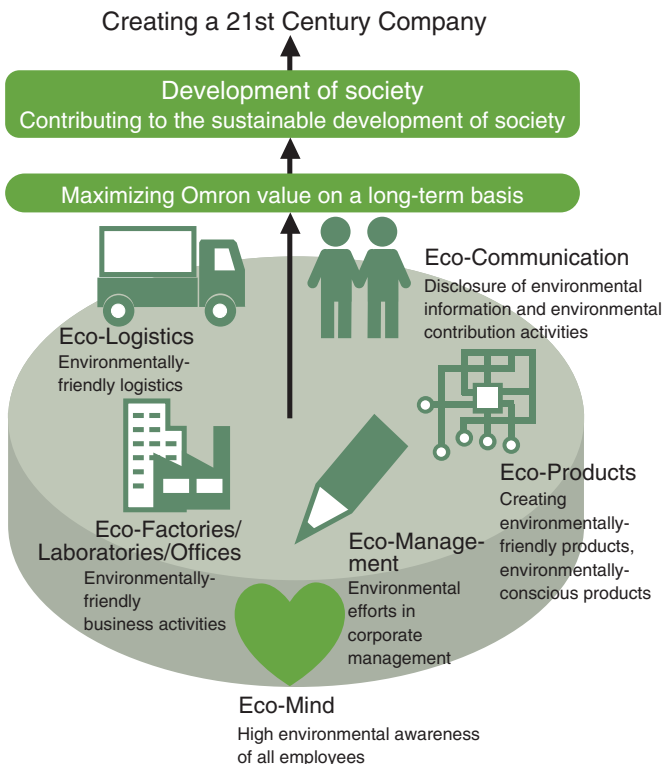 Creating a 21st Century Company
Development of society
Contributing to the sustainable development of society
Maximizing Omron value on a long-term basis
Eco-Communication
Disclosure of environmental
information and environmental
contribution activities
Eco-Logistics
Environmentally-
friendly logistics
Eco-Products
Creating
environmentally-
friendly products,
environmentally-
conscious products
Eco-Factories/
Laboratories/Offices
Environmentally-
friendly
business activities
Eco-Manage-
ment
Environmental
efforts in
corporate
management
Eco-Mind
High environmental awareness
of all employees